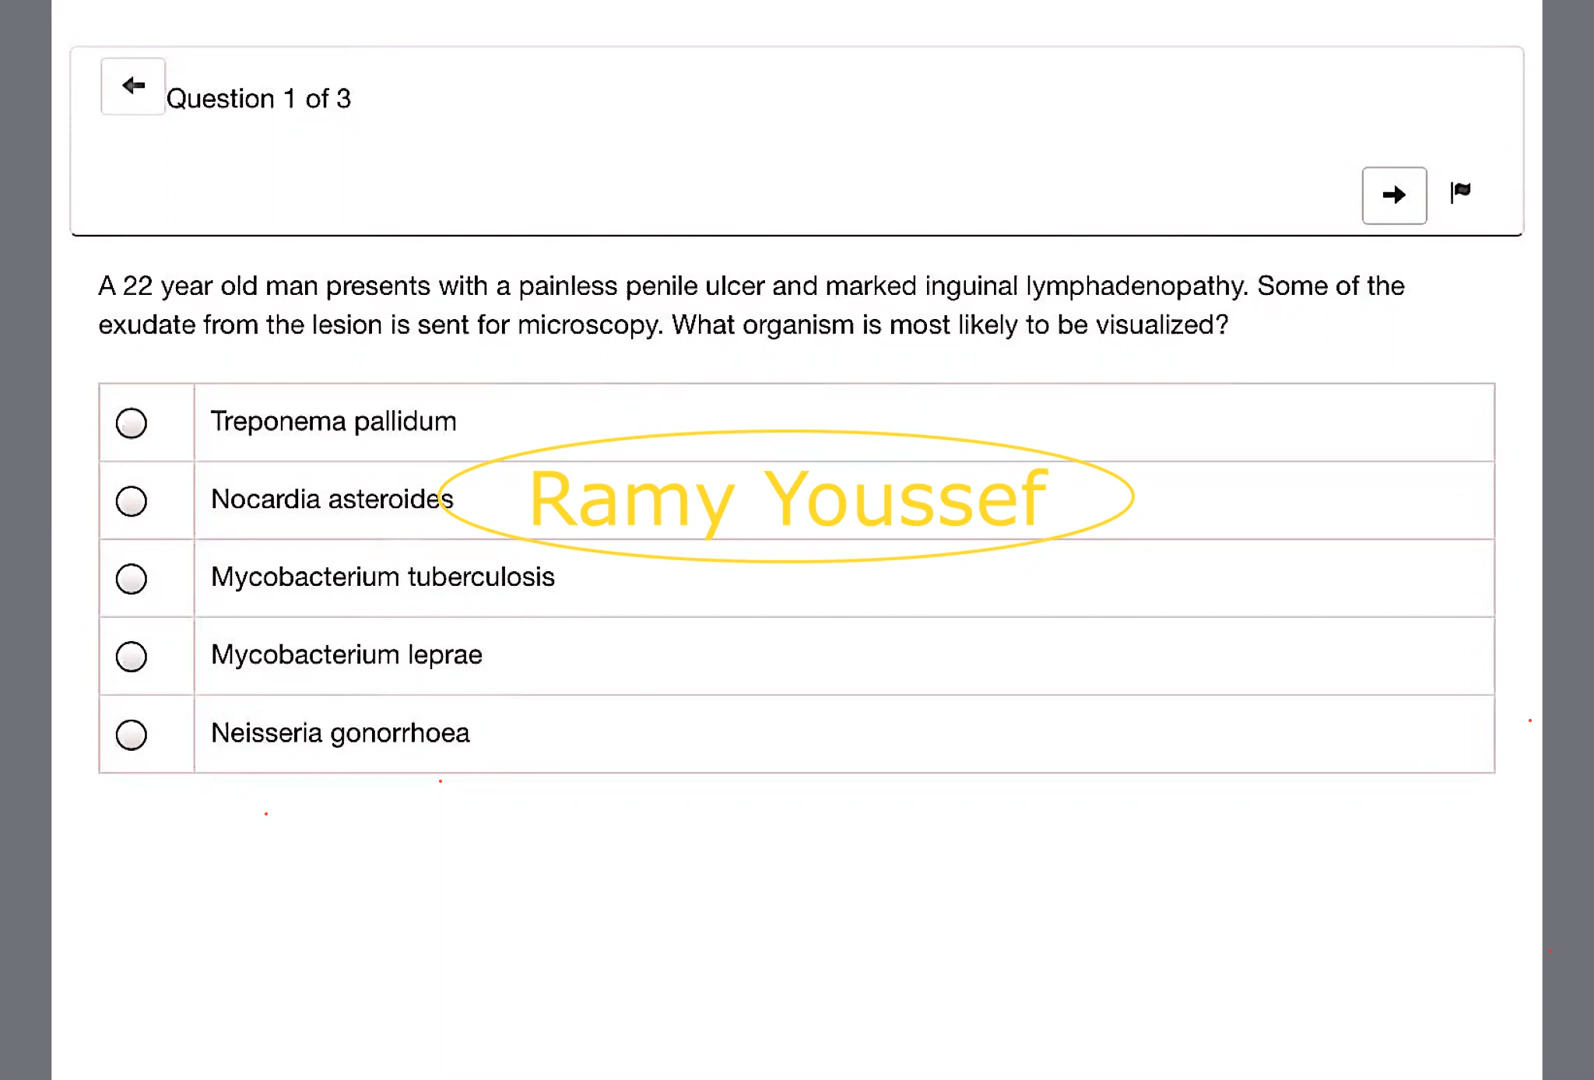 Question 1 of 3
A 22 year old man presents with a painless penile ulcer and marked inguinal lymphadenopathy. Some of the
exudate from the lesion is sent for microscopy. What organism is most likely to be visualized?
Treponema pallidum
Nocardia asteroides
Ramy Youssef
Mycobacterium tuberculosis
Mycobacterium leprae
Neisseria gonorrhoea